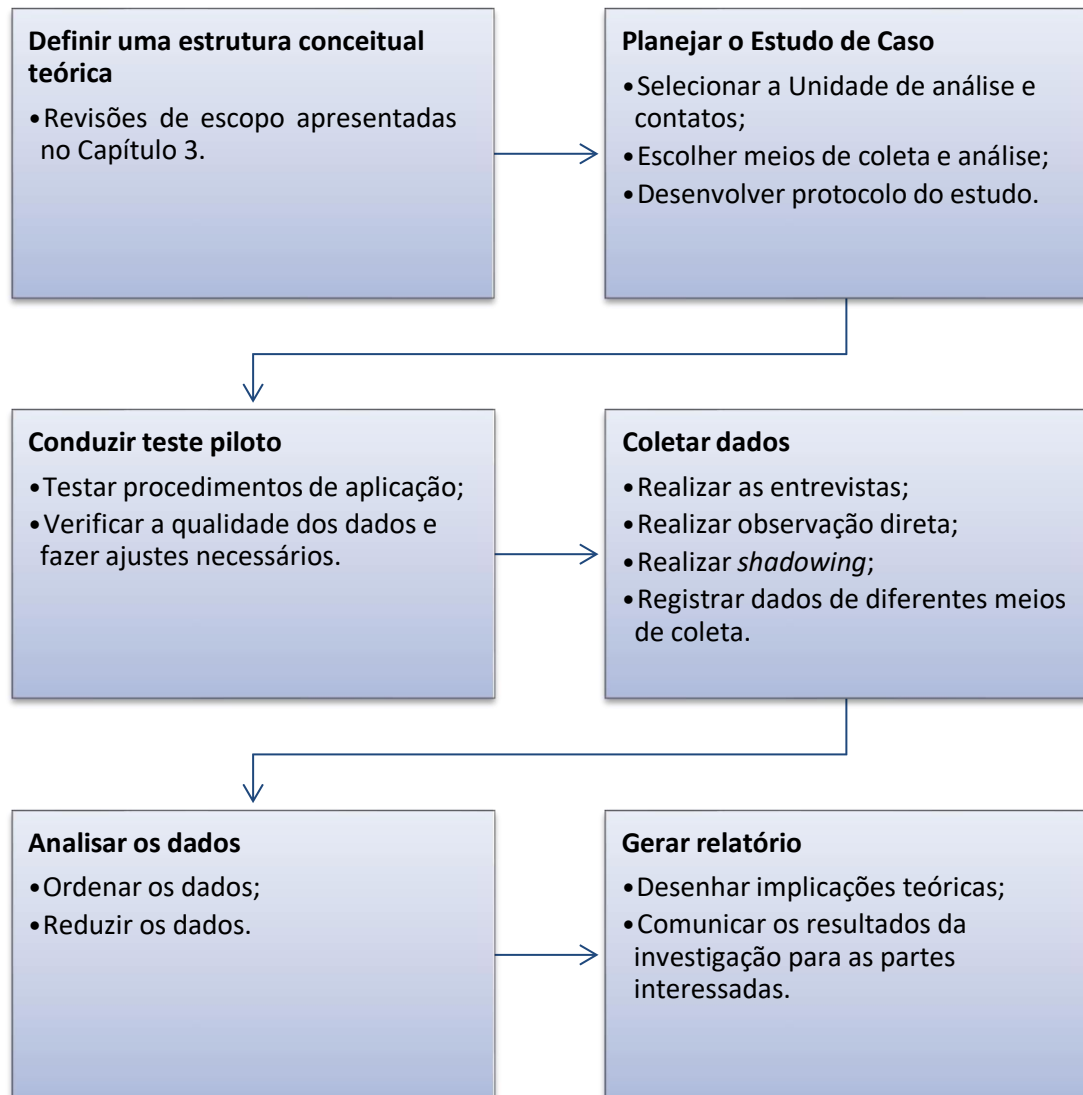 Definir uma estrutura conceitual
teórica
•Revisões de escopo apresentadas
no Capítulo 3.
Planejar o Estudo de Caso
•Selecionar a Unidade de análise e
contatos;
•Escolher meios de coleta e análise;
•Desenvolver protocolo do estudo.
Conduzir teste piloto
•Testar procedimentos de aplicação;
•Verificar a qualidade dos dados e
fazer ajustes necessários.
Coletar dados
•Realizar as entrevistas;
•Realizar observação direta;
•Realizar shadowing;
•Registrar dados de diferentes meios
de coleta.
Analisar os dados
•Ordenar os dados;
•Reduzir os dados.
Gerar relatório
•Desenhar implicações teóricas;
•Comunicar os resultados da
investigação para as partes
interessadas.